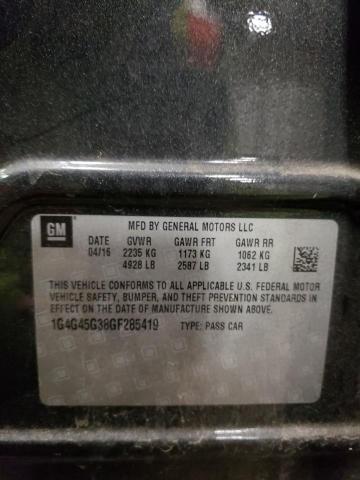 GM
MFD BY GENERAL MOTORS LLC
DATE GVWR GAWR FRT GAWR RR
04/16 2235 KG 1173 KG 1062 KG
4928 LB 2587 LB 2341 LB
THIS VEHICLE CONFORMS TO ALL APPLICABLE U.S. FEDERAL MOTOR
VEHICLE SAFETY, BUMPER, AND THEFT PREVENTION STANDARDS IN
EFFECT ON THE DATE OF MANUFACTURE SHOWN ABOVE.
1G4G45G38GF285419 TYPE: PASS CAR